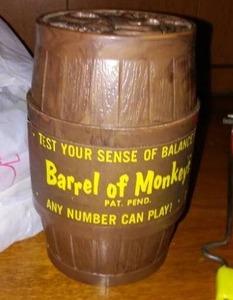 TEST YOUR SENSE OF BALANCE
Barrel of Monkeys
PAT. PEND.
ANY NUMBER CAN PLAY!